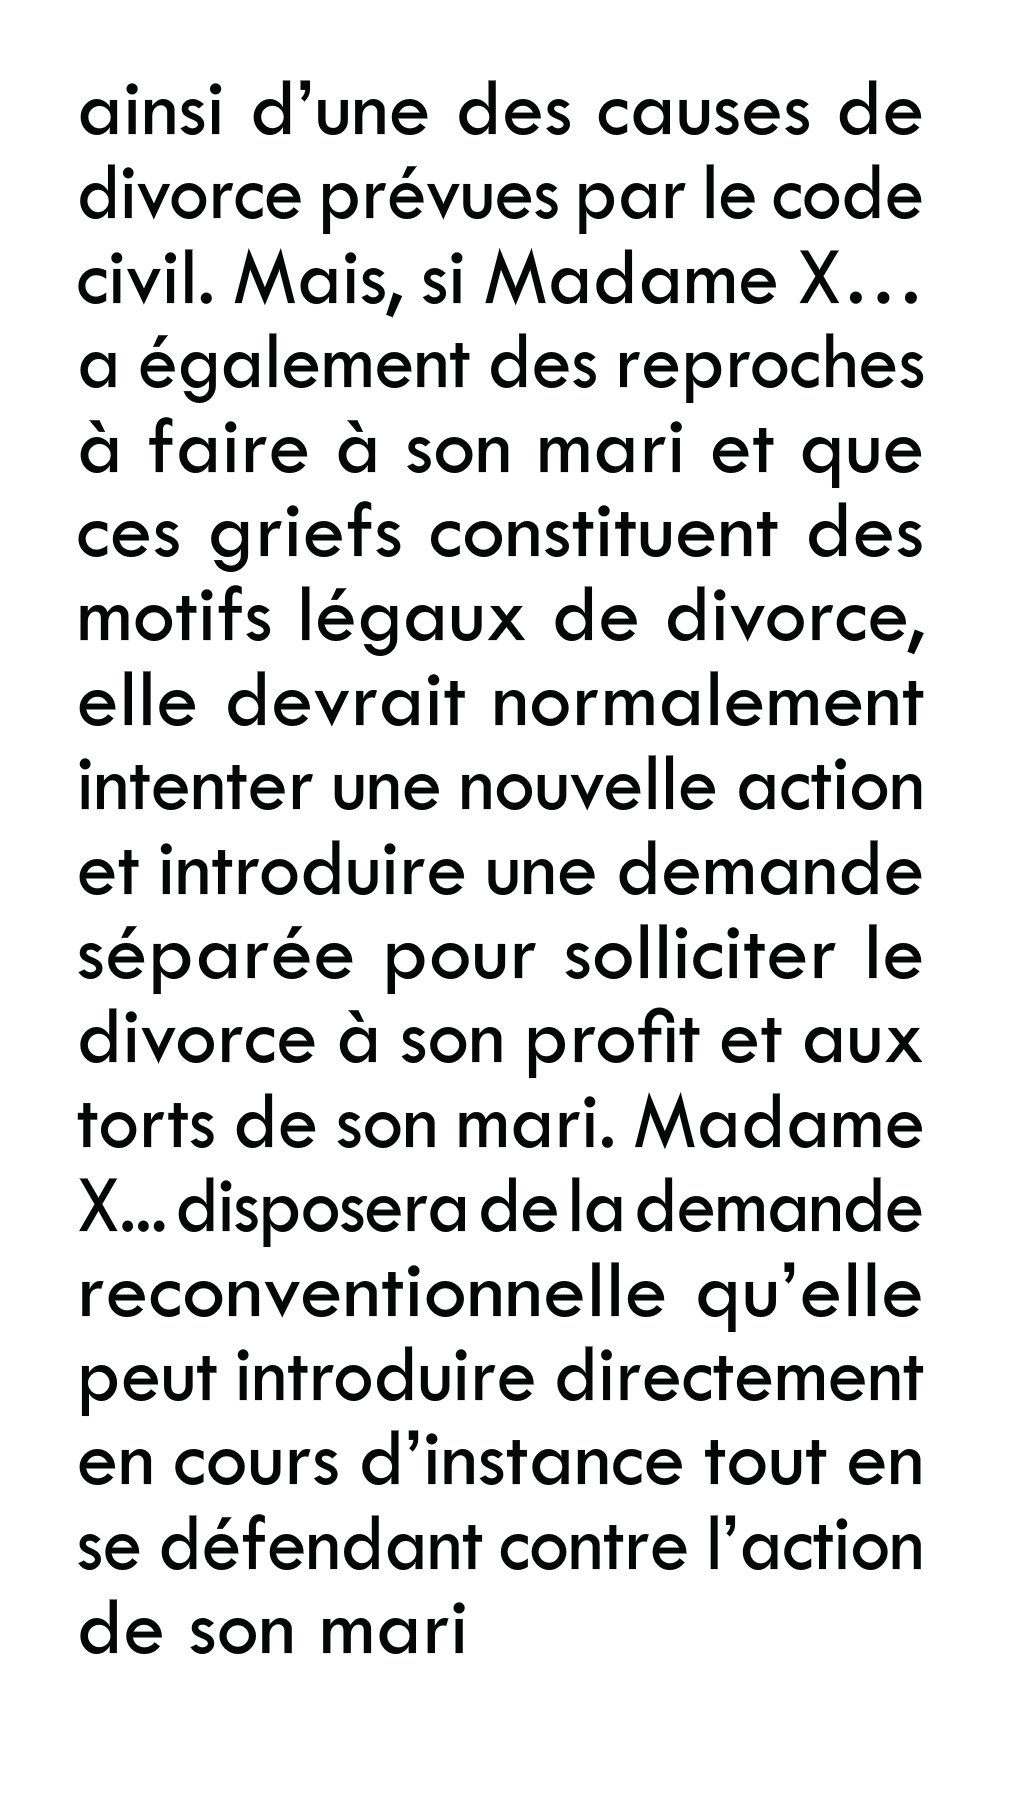 ainsi d’une des causes de
divorce prévues par le code
civil. Mais, si Madame X…
a également des reproches
à faire à son mari et que
ces griefs constituent des
motifs légaux de divorce,
elle devrait normalement
intenter une nouvelle action
et introduire une demande
séparée pour solliciter le
divorce à son profit et aux
torts de son mari. Madame
X... disposera de la demande
reconventionnelle qu’elle
peut introduire directement
en cours d’instance tout en
se défendant contre l’action
de son mari